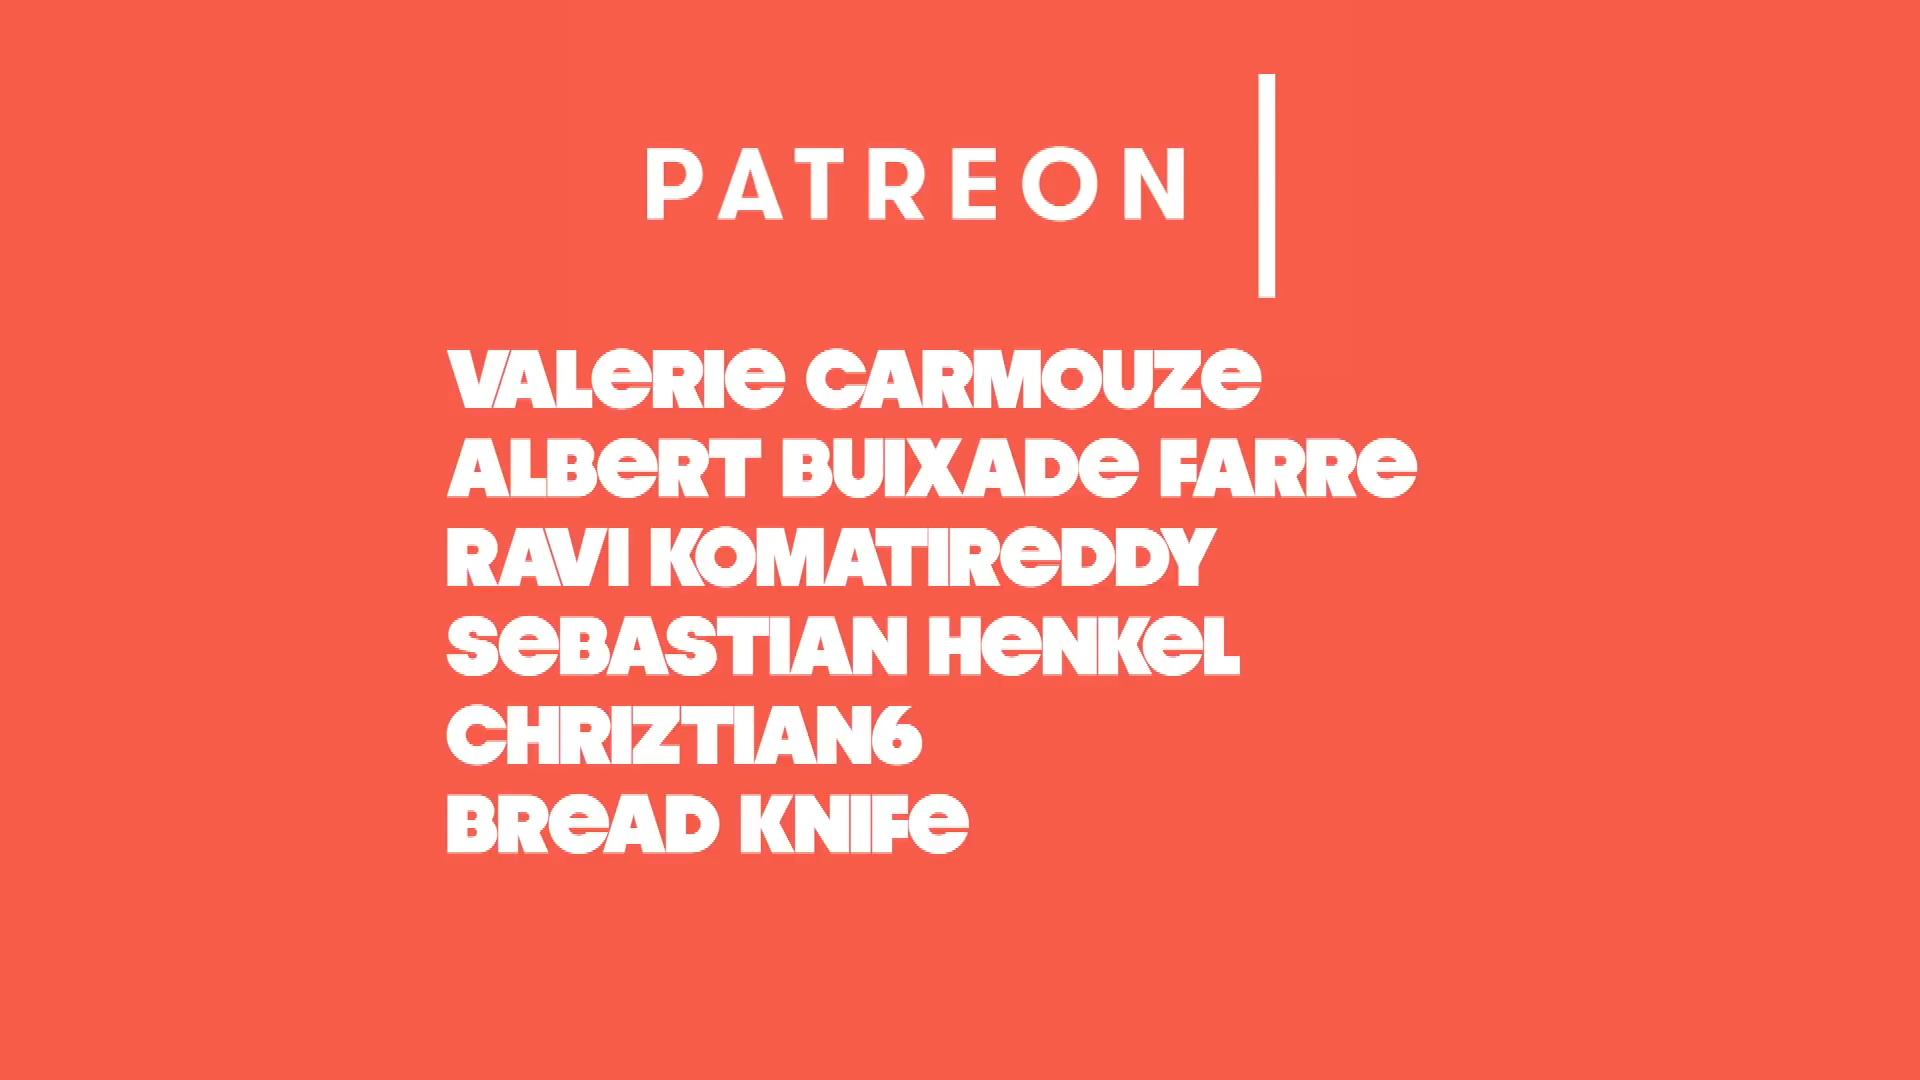 PATREON
VALERIE CARMOUZE
ALBERT BUIXADE FARRE
RAVI KOMATIREDDY
SEBASTIAN HENKEL
CHRIZTIAN6
BREAD KNIFE